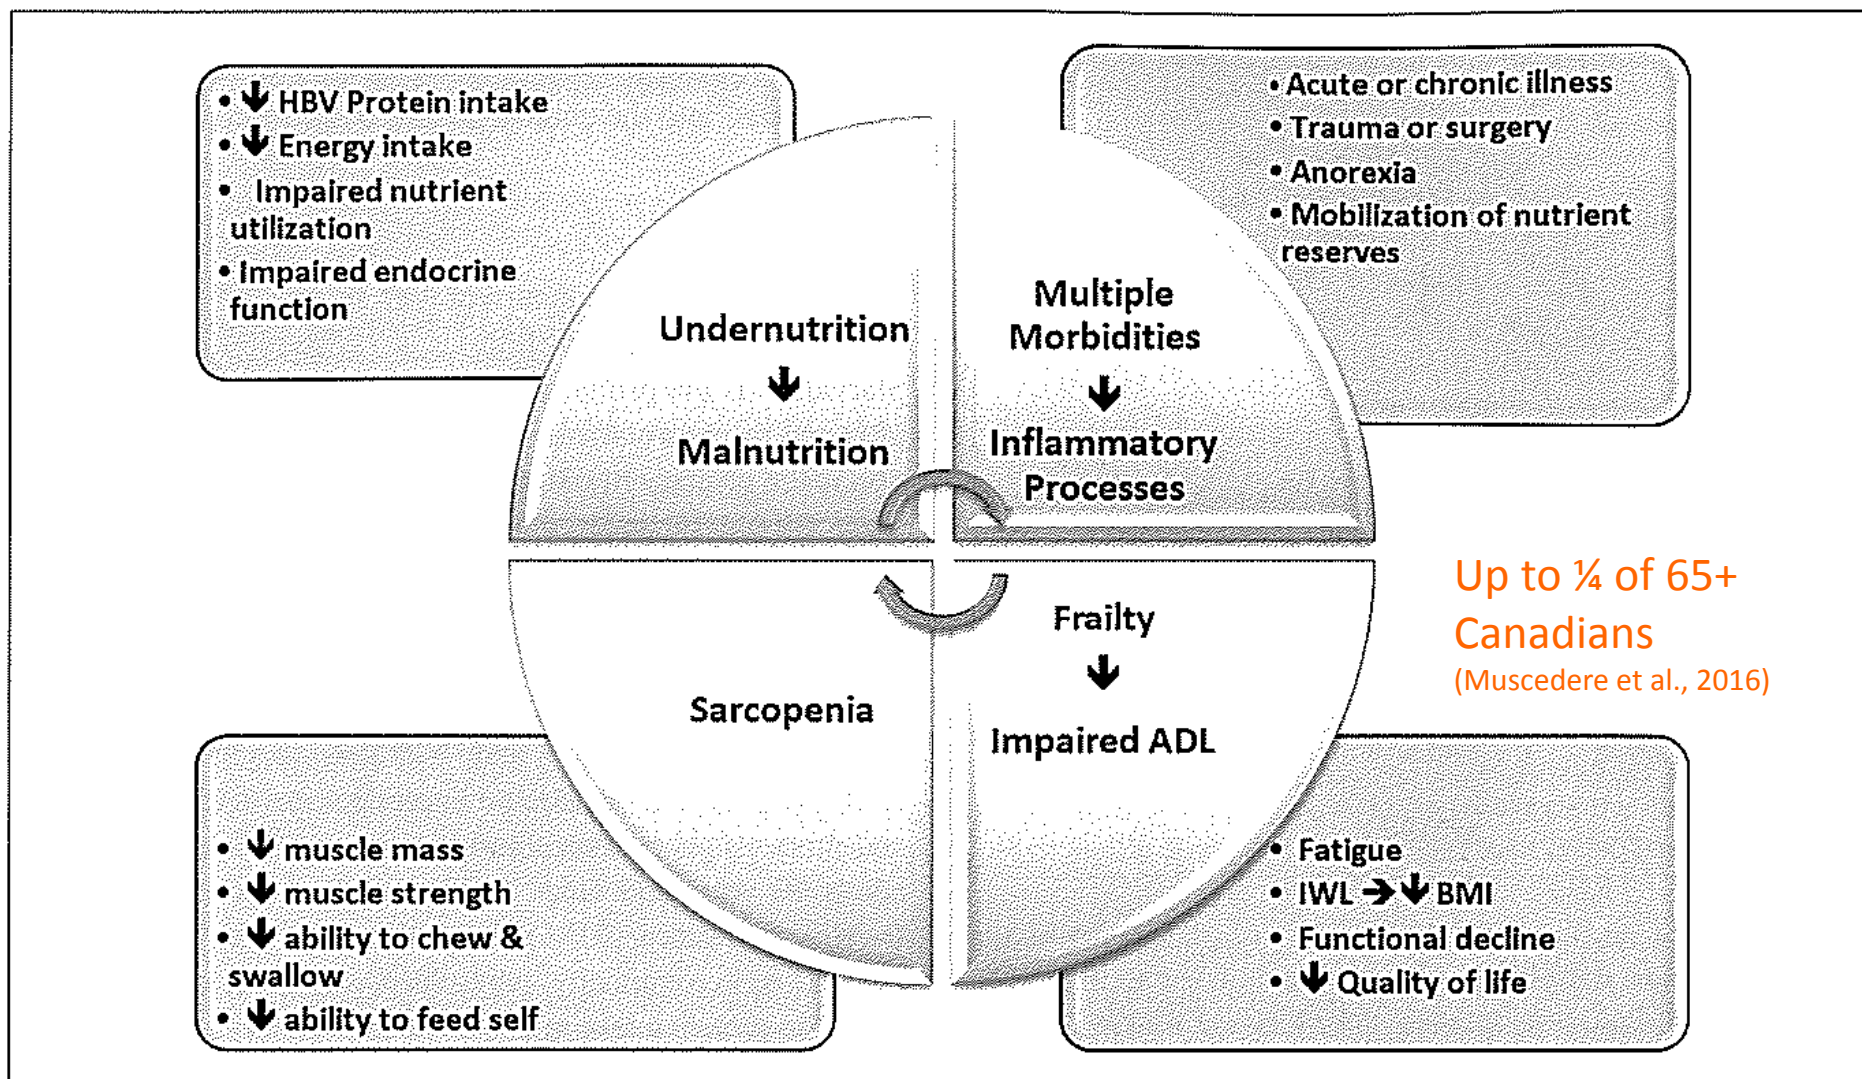 • ↓ HBV Protein intake
• ↓ Energy intake
• Impaired nutrient
utilization
• Impaired endocrine
function
• Acute or chronic illness
• Trauma or surgery
• Anorexia
• Mobilization of nutrient
reserves
Undernutrition
↓
Malnutrition
Multiple
Morbidities
↓
Inflammatory
Processes
Sarcopenia
Frailty
↓
Impaired ADL
Up to ¼ of 65+
Canadians
(Muscedere et al., 2016)
• ↓ muscle mass
• ↓ muscle strength
• ↓ ability to chew &
swallow
• ↓ ability to feed self
• Fatigue
• IWL → ↓ BMI
• Functional decline
• ↓ Quality of life